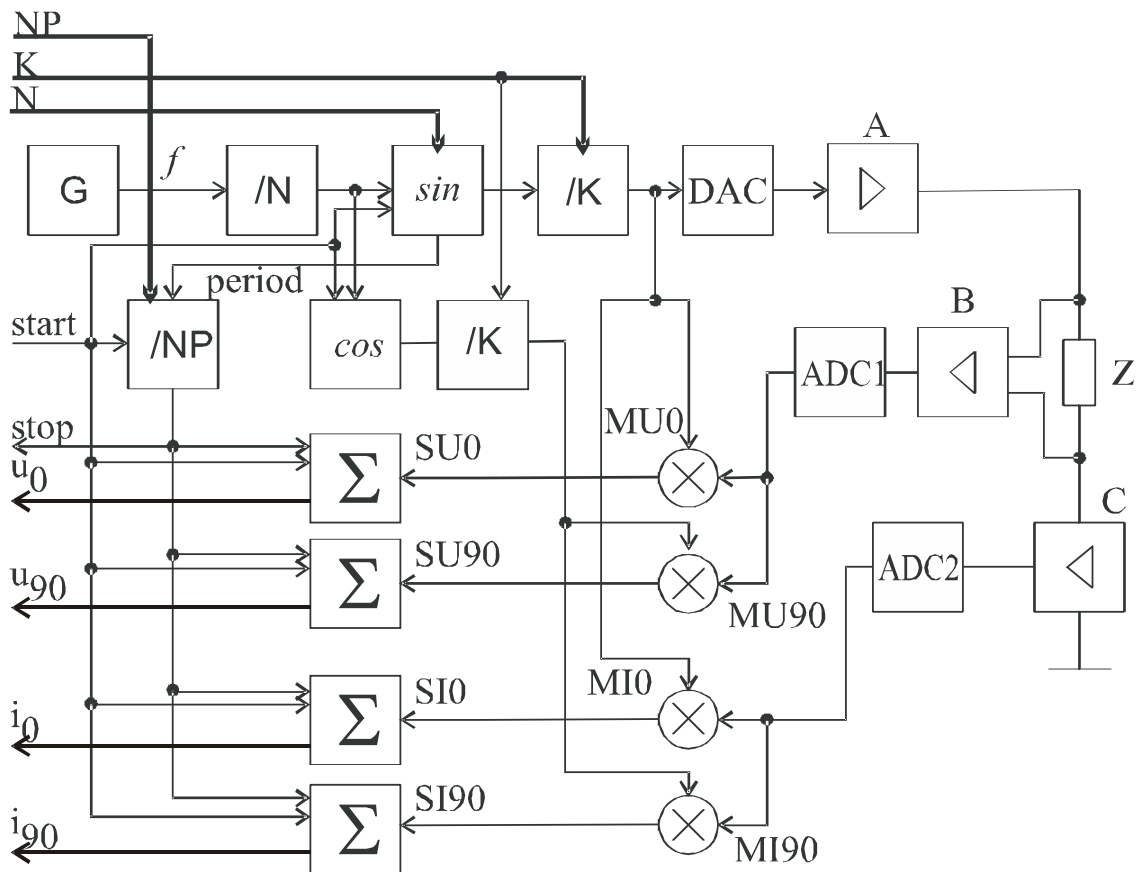 NP
K
N
A
G
f
/N
sin
/K
DAC
period
B
start
/NP
cos
/K
ADC1
Z
stop
MU0
u0
Σ
SU0
C
u90
Σ
SU90
ADC2
MU90
i0
Σ
SI0
MI0
i90
Σ
SI90
MI90